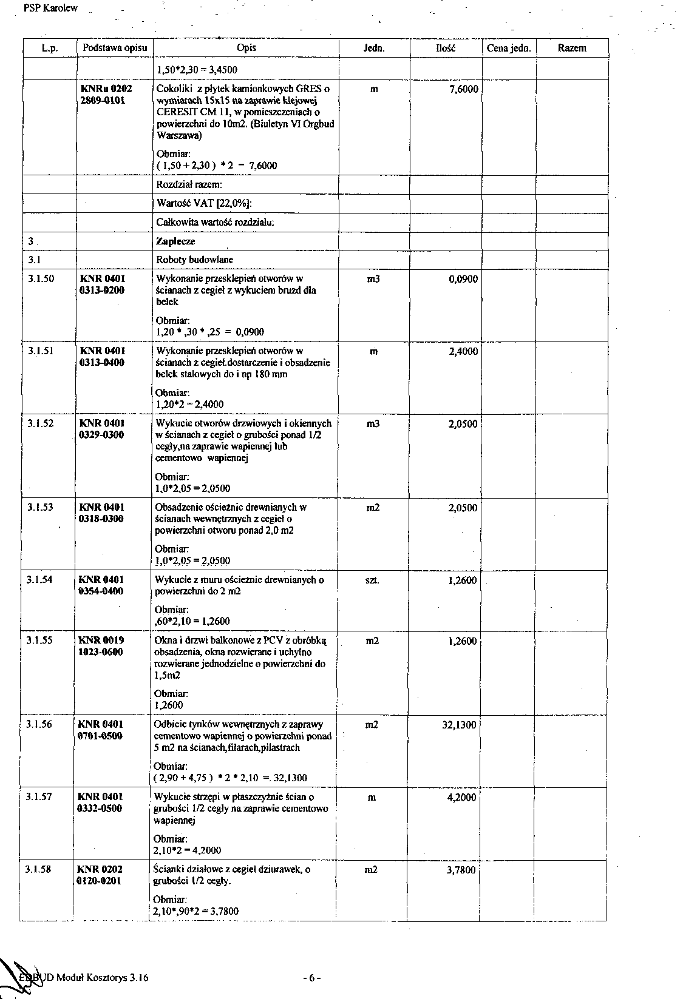 PSP Karolew
L.p. Podstawa opisu Opis Jedn. Ilość Cena jedn. Razem
1,50*2,30 = 3,4500
KNRu 0202 Cokoliki z płytek kamionkowych GRES o m 7,6000
2809-0101 wymiarach 15x15 na zaprawie klejowej
CERESIT CM 11, w pomieszczeniach o
powierzchni do 10m2. (Biuletyn VI Orgbud
Warszawa)
Obmiar:
( 1,50 + 2,30 ) * 2 = 7,6000
Rozdział razem:
Wartość VAT [22,0%]:
Całkowita wartość rozdziału:
3 Zaplecze
3.1 Roboty budowlane
3.1.50 KNR 0401 Wykonanie przesklepień otworów w m3 0,0900
0313-0200 ścianach z cegieł z wykuciem bruzd dla
belek
Obmiar:
1,20 * ,30 * ,25 = 0,0900
3.1.51 KNR 0401 Wykonanie przesklepień otworów w m 2,4000
0313-0400 ścianach z cegieł.dostarczenie i obsadzenie
belek stalowych do i np 180 mm
Obmiar:
1,20*2 = 2,4000
3.1.52 KNR 0401 Wykucie otworów drzwiowych i okiennych m3 2,0500
0329-0300 w ścianach z cegieł o grubości ponad 1/2
cegły,na zaprawie wapiennej lub
cementowo wapiennej
Obmiar:
1,0*2,05 = 2,0500
3.1.53 KNR 0401 Obsadzenie ościeżnic drewnianych w m2 2,0500
0318-0300 ścianach wewnętrznych z cegieł o
powierzchni otworu ponad 2,0 m2
Obmiar:
1,0*2,05 = 2,0500
3.1.54 KNR 0401 Wykucie z muru ościeżnic drewnianych o szt. 1,2600
0354-0400 powierzchni do 2 m2
Obmiar:
,60*2,10 = 1,2600
3.1.55 KNR 0019 Okna i drzwi balkonowe z PCV z obróbką m2 1,2600
1023-0600 obsadzenia, okna rozwierane i uchylno
rozwierane jednodzielne o powierzchni do
1,5m2
Obmiar:
1,2600
3.1.56 KNR 0401 Odbicie tynków wewnętrznych z zaprawy m2 32,1300
0701-0500 cementowo wapiennej o powierzchni ponad
5 m2 na ścianach,filarach,pilastrach
Obmiar:
( 2,90 + 4,75 ) * 2 * 2,10 = 32,1300
3.1.57 KNR 0401 Wykucie strzępi w płaszczyźnie ścian o m 4,2000
0332-0500 grubości 1/2 cegły na zaprawie cementowo
wapiennej
Obmiar:
2,10*2 = 4,2000
3.1.58 KNR 0202 Ścianki działowe z cegieł dziurawek, o m2 3,7800
0120-0201 grubości 1/2 cegły.
Obmiar:
2,10*,90*2 = 3,7800
EDBUD Moduł Kosztorys 3.16 - 6 -